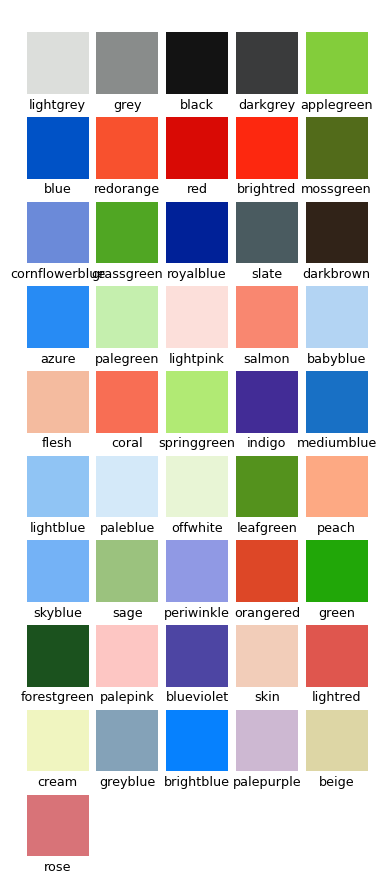 lightgrey grey black darkgrey applegreen
blue redorange red brightred mossgreen
cornflowerblue grassgreen royalblue slate darkbrown
azure palegreen lightpink salmon babyblue
flesh coral springgreen indigo mediumblue
lightblue paleblue offwhite leafgreen peach
skyblue sage periwinkle orangered green
forestgreen palepink blueviolet skin lightred
cream greyblue brightblue palepurple beige
rose